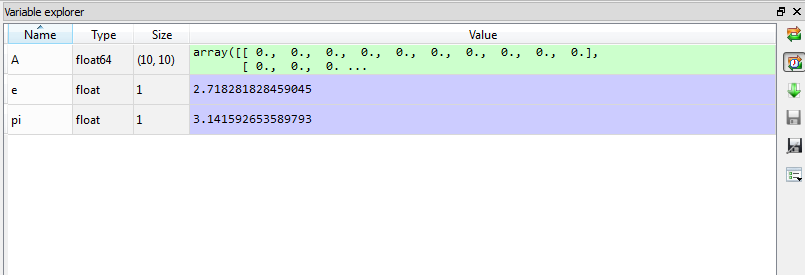 Variable explorer
Name Type Size Value
A float64 (10, 10) array([[ 0., 0., 0., 0., 0., 0., 0., 0., 0., 0.],
[ 0., 0., 0. ...
e float 1 2.718281828459045
pi float 1 3.141592653589793